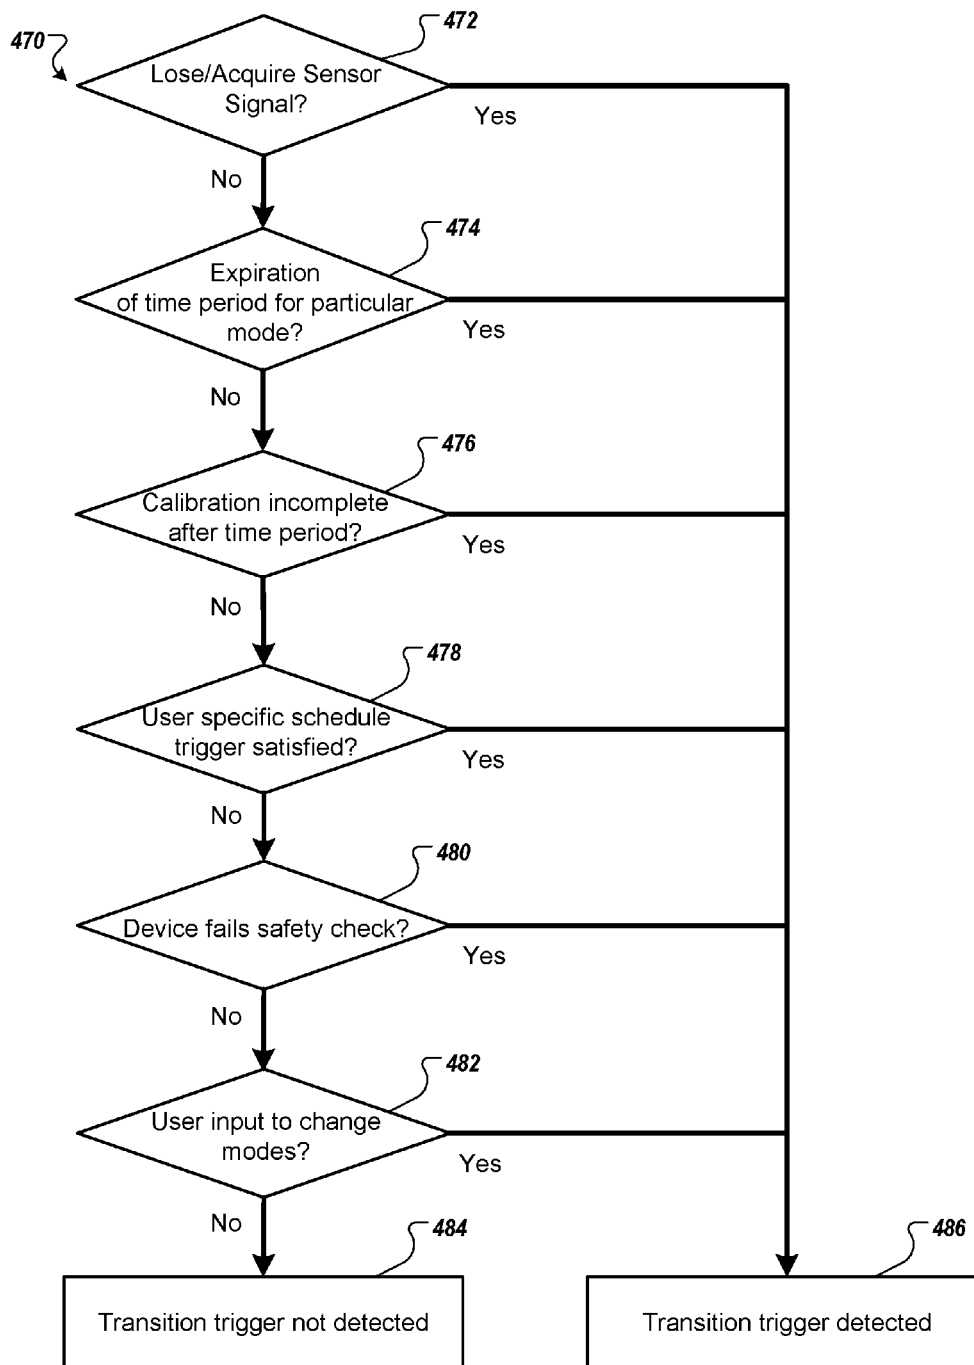 472
470
Lose/Acquire Sensor
Signal?
Yes
No
474
Expiration
of time period for particular
mode?
Yes
No
476
Calibration incomplete
after time period?
Yes
No
478
User specific schedule
trigger satisfied?
Yes
No
480
Device fails safety check?
Yes
No
482
User input to change
modes?
Yes
No
484
486
Transition trigger not detected
Transition trigger detected